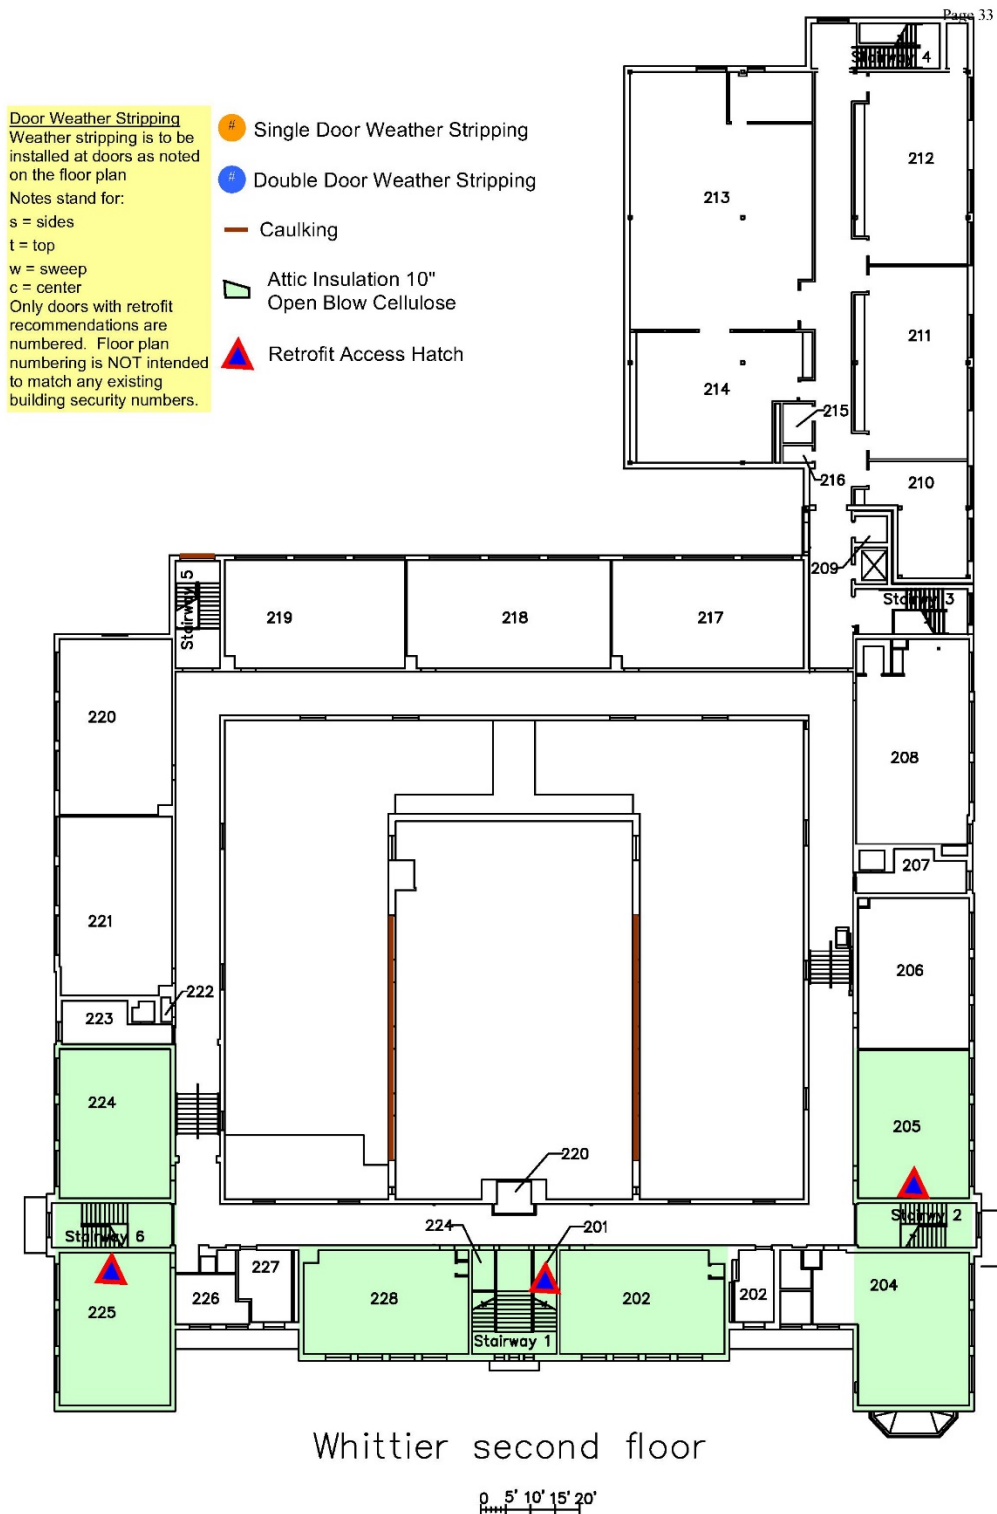 Page 33
Door Weather Stripping
Weather stripping is to be
installed at doors as noted
on the floor plan
Notes stand for:
s = sides
t = top
w = sweep
c = center
Only doors with retrofit
recommendations are
numbered. Floor plan
numbering is NOT intended
to match any existing
building security numbers.
# Single Door Weather Stripping
# Double Door Weather Stripping
Caulking
Attic Insulation 10"
Open Blow Cellulose
Retrofit Access Hatch
Stairway 4
212
213
211
214
215
216
210
209
Stairway 3
Stairway 5
219
218
217
220
208
207
221
206
222
223
224
205
220
Stairway 2
224
201
Stairway 6
227
204
225
226
228
202
202
Stairway 1
Whittier second floor
0 5' 10' 15' 20'